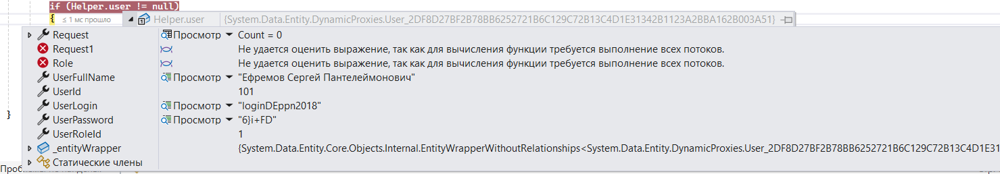 if (Helper.user != null)
{ ≤ 1 мс прошло Helper.user {System.Data.Entity.DynamicProxies.User_2DF8D27BF2B78BB6252721B6C129C72B13C4D1E31342B1123A2BBA162B003A51}
Request Просмотр Count = 0
Request1 Не удается оценить выражение, так как для вычисления функции требуется выполнение всех потоков.
Role Не удается оценить выражение, так как для вычисления функции требуется выполнение всех потоков.
UserFullName Просмотр "Ефремов Сергей Пантелеймонович"
UserId 101
UserLogin Просмотр "loginDEppn2018"
} UserPassword Просмотр "6}i+FD"
UserRoleId 1
_entityWrapper {System.Data.Entity.Core.Objects.Internal.EntityWrapperWithoutRelationships<System.Data.Entity.DynamicProxies.User_2DF8D27BF2B78BB6252721B6C129C72B13C4D1E31
Статические члены